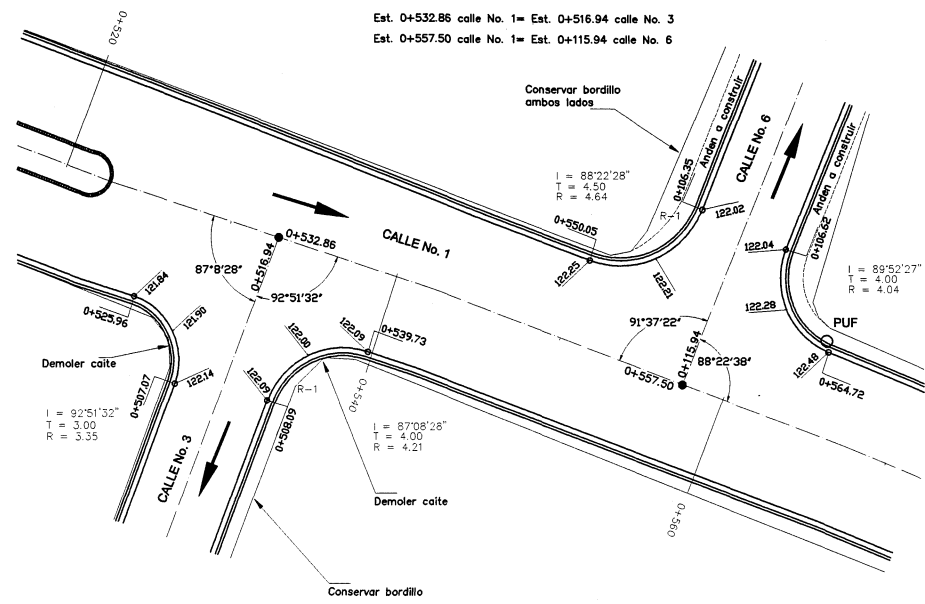 Est. 0+532.86 calle No. 1= Est. 0+516.94 calle No. 3
Est. 0+557.50 calle No. 1= Est. 0+115.94 calle No. 6
0+520
Conservar bordillo
ambos lados
Anden a construir
CALLE No. 6
Anden a construir
I = 88°22'28"
T = 4.50
R = 4.64
0+106.35
R-1
122.02
0+550.05
122.25
122.21
122.04
0+106.62
122.28
I = 89°52'27"
T = 4.00
R = 4.04
PUF
122.48
0+564.72
CALLE No. 1
0+532.86
0+516.94
87°8'28"
92°51'32"
121.84
0+525.96
121.90
Demoler caite
0+507.07
122.14
I = 92°51'32"
T = 3.00
R = 3.35
122.00
122.09
0+539.73
122.09
R-1
0+540
0+508.09
I = 87°08'28"
T = 4.00
R = 4.21
Demoler caite
91°37'22"
0+115.94
88°22'38"
0+557.50
CALLE No. 3
0+560
Conservar bordillo